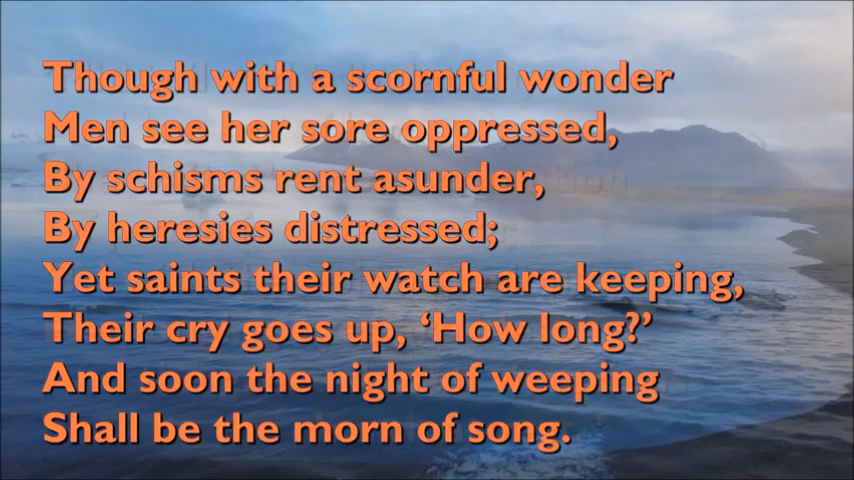 Though with a scornful wonder
Men see her sore oppressed,
By schisms rent asunder,
By heresies distressed;
Yet saints their watch are keeping,
Their cry goes up, ‘How long?’
And soon the night of weeping
Shall be the morn of song.